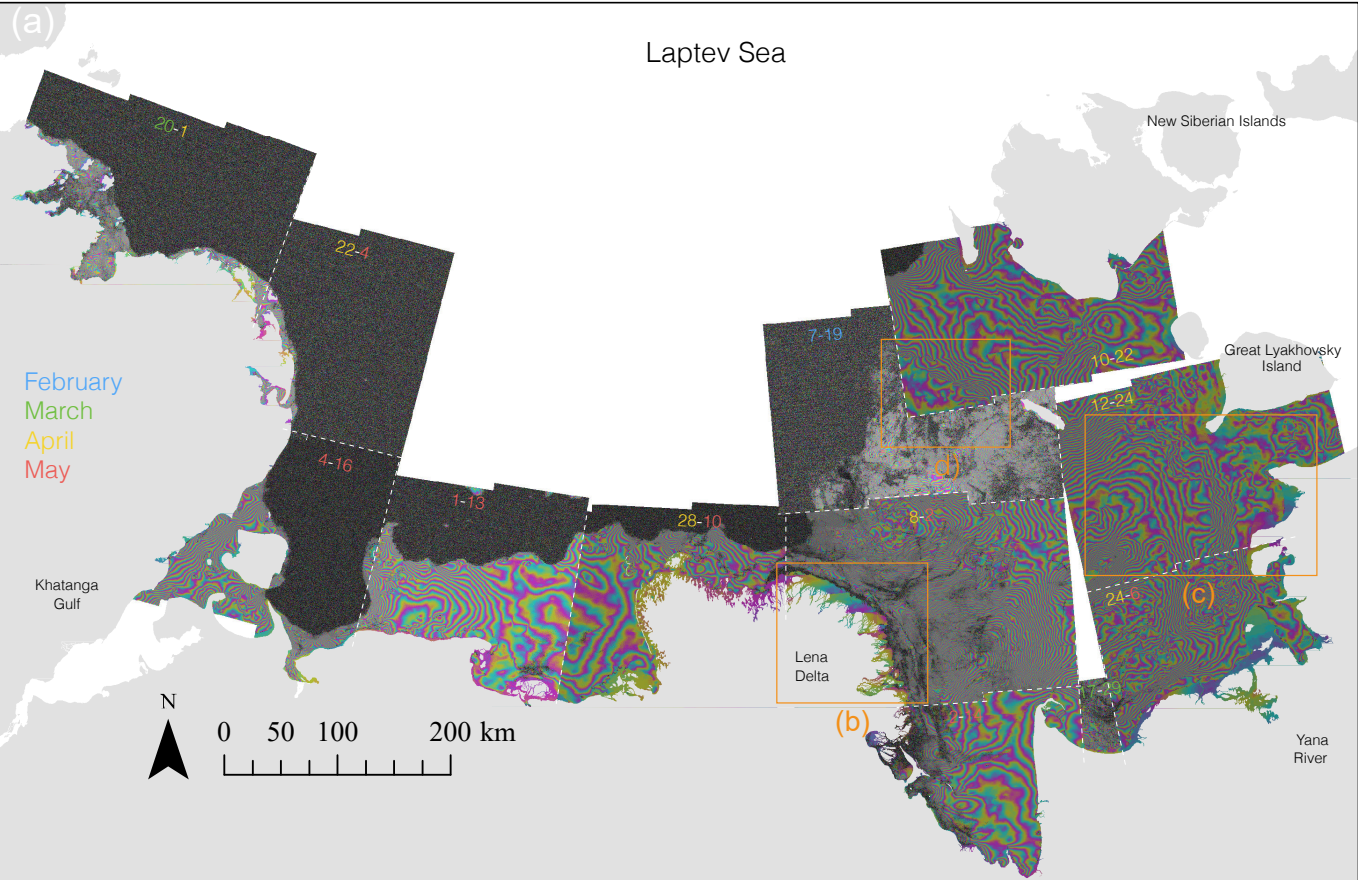 (a)
Laptev Sea
20-1
New Siberian Islands
22-4
7-19
Great Lyakhovsky
Island
10-22
February
March
April
May
12-24
4-16
d)
1-13
28-10
8-
Khatanga
Gulf
24-
(c)
Lena
Delta
(b)
N
0 50 100 200 km
Yana
River